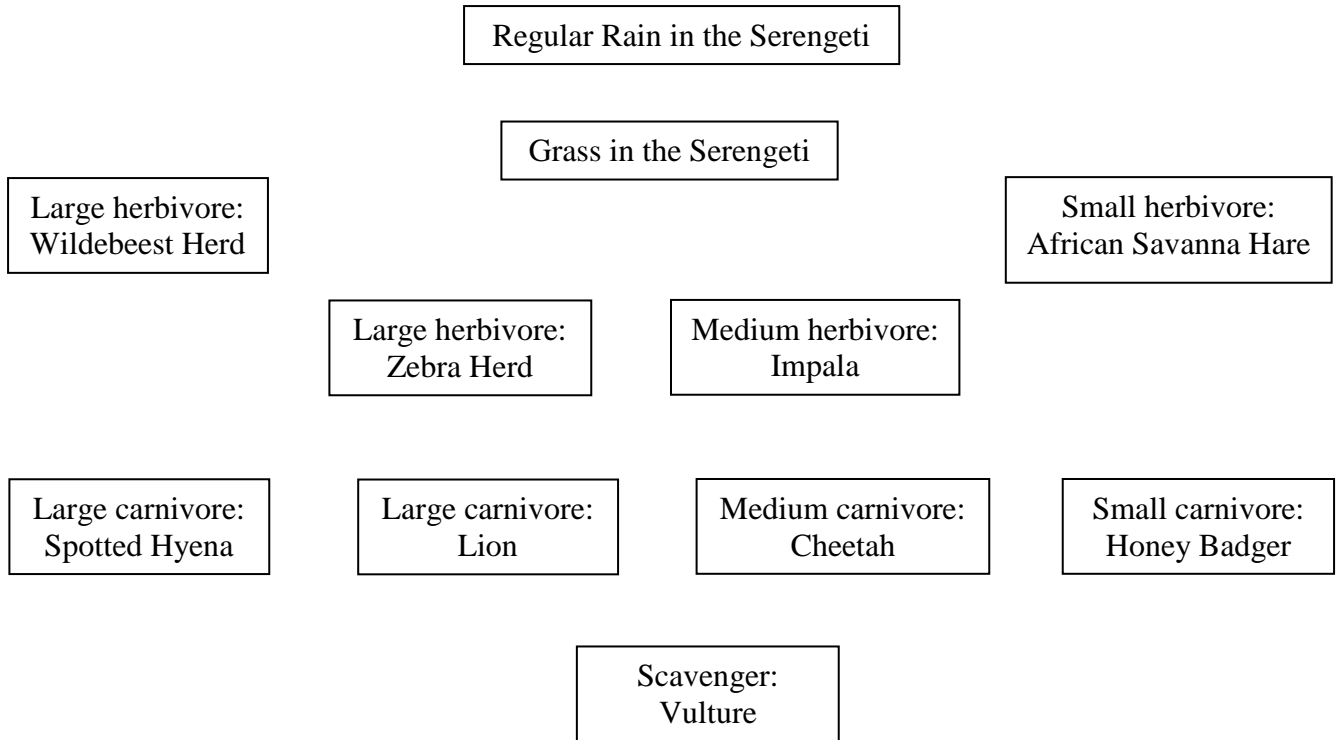 Regular Rain in the Serengeti
Grass in the Serengeti
Large herbivore:
Wildebeest Herd
Small herbivore:
African Savanna Hare
Large herbivore:
Zebra Herd
Medium herbivore:
Impala
Large carnivore:
Spotted Hyena
Large carnivore:
Lion
Medium carnivore:
Cheetah
Small carnivore:
Honey Badger
Scavenger:
Vulture